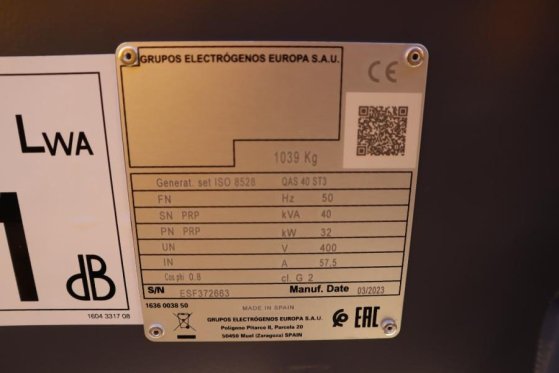 LWA
1
dB
1604 3317 08
GRUPOS ELECTRÓGENOS EUROPA S.A.U.
CE
1039 Kg
Generat. set ISO 8528 QAS 40 ST3
FN Hz 50
SN PRP kVA 40
PN PRP kW 32
UN V 400
IN A 57.5
Cos phi 0.8 cl. G 2
S/N ESF372663 Manuf. Date 03/2023
1636 0038 50
MADE IN SPAIN
GRUPOS ELECTRÓGENOS EUROPA S.A.U.
Polígono Pitarco II, Parcela 20
50450 Muel (Zaragoza) SPAIN
EAC